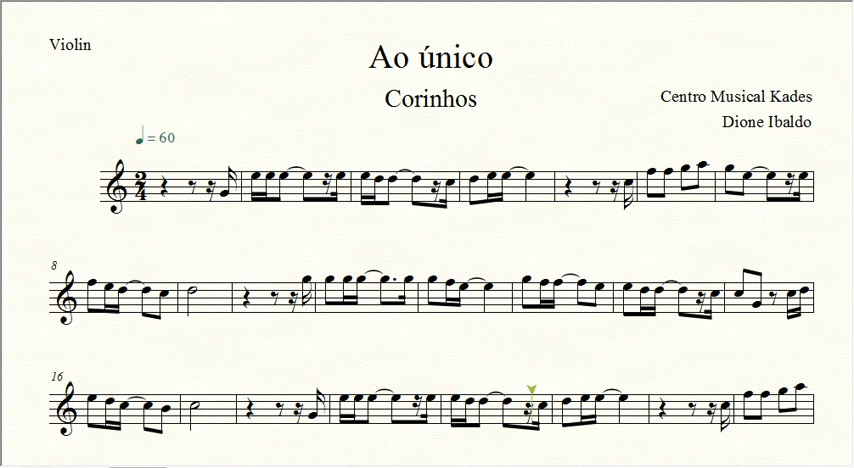 Violin
Ao único
Corinhos
Centro Musical Kades
Dione Ibaldo
= 60
2
4
8
16